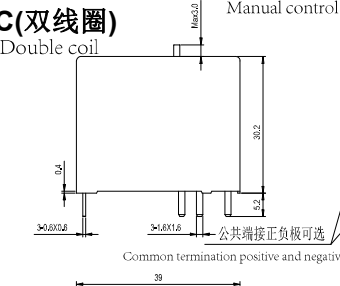 Manual control
C(双线圈)
Double coil
Max3.0
30.2
0.4
5.2
3-0.6X0.6
3-1.6X1.6
公共端接正负极可选
Common termination positive and negativ
39